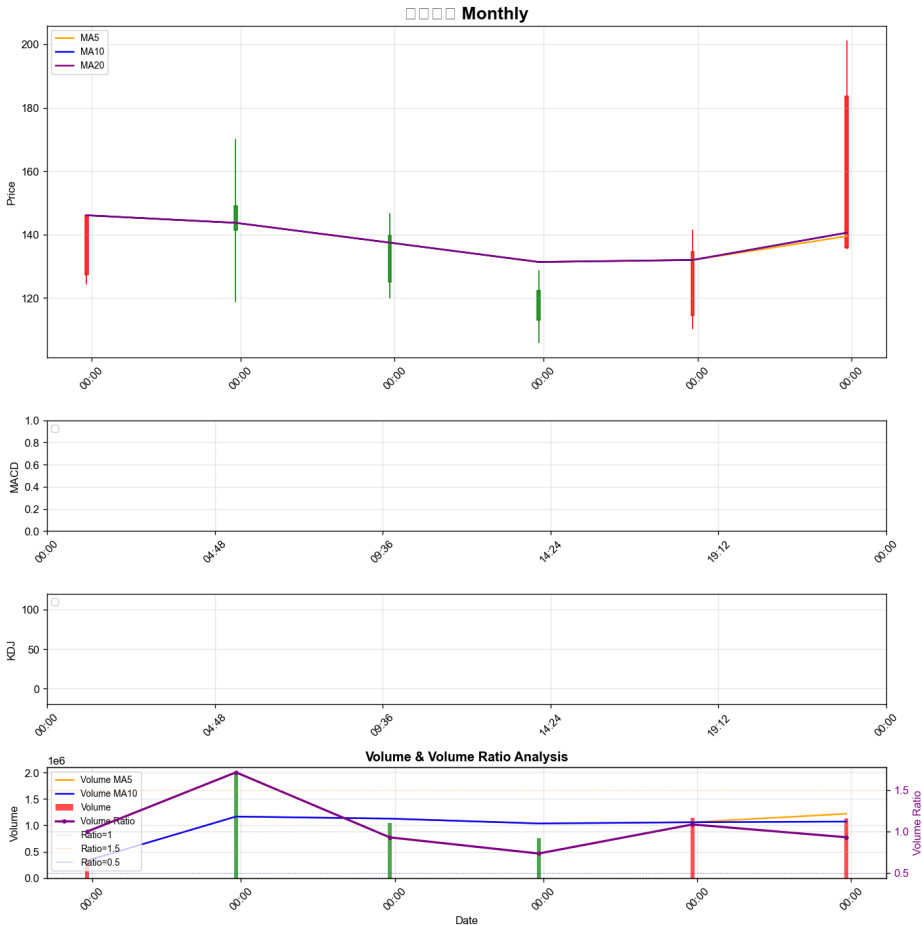 Monthly
MA5
MA10
MA20
Price
200
180
160
140
120
00:00
00:00
00:00
00:00
00:00
00:00
MACD
1.0
0.8
0.6
0.4
0.2
0.0
00:00
04:48
09:36
14:24
19:12
00:00
KDJ
100
50
0
00:00
04:48
09:36
14:24
19:12
00:00
Volume & Volume Ratio Analysis
1e6
Volume MA5
Volume MA10
Volume
Volume Ratio
Ratio=1
Ratio=1.5
Ratio=0.5
Volume
2.0
1.5
1.0
0.5
0.0
1.5
1.0
0.5
Volume Ratio
00:00
00:00
00:00
00:00
00:00
00:00
Date